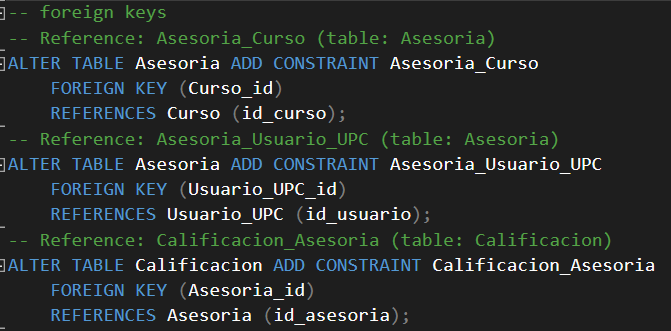 -- foreign keys
-- Reference: Asesoria_Curso (table: Asesoria)
ALTER TABLE Asesoria ADD CONSTRAINT Asesoria_Curso
    FOREIGN KEY (Curso_id)
    REFERENCES Curso (id_curso);
-- Reference: Asesoria_Usuario_UPC (table: Asesoria)
ALTER TABLE Asesoria ADD CONSTRAINT Asesoria_Usuario_UPC
    FOREIGN KEY (Usuario_UPC_id)
    REFERENCES Usuario_UPC (id_usuario);
-- Reference: Calificacion_Asesoria (table: Calificacion)
ALTER TABLE Calificacion ADD CONSTRAINT Calificacion_Asesoria
    FOREIGN KEY (Asesoria_id)
    REFERENCES Asesoria (id_asesoria);